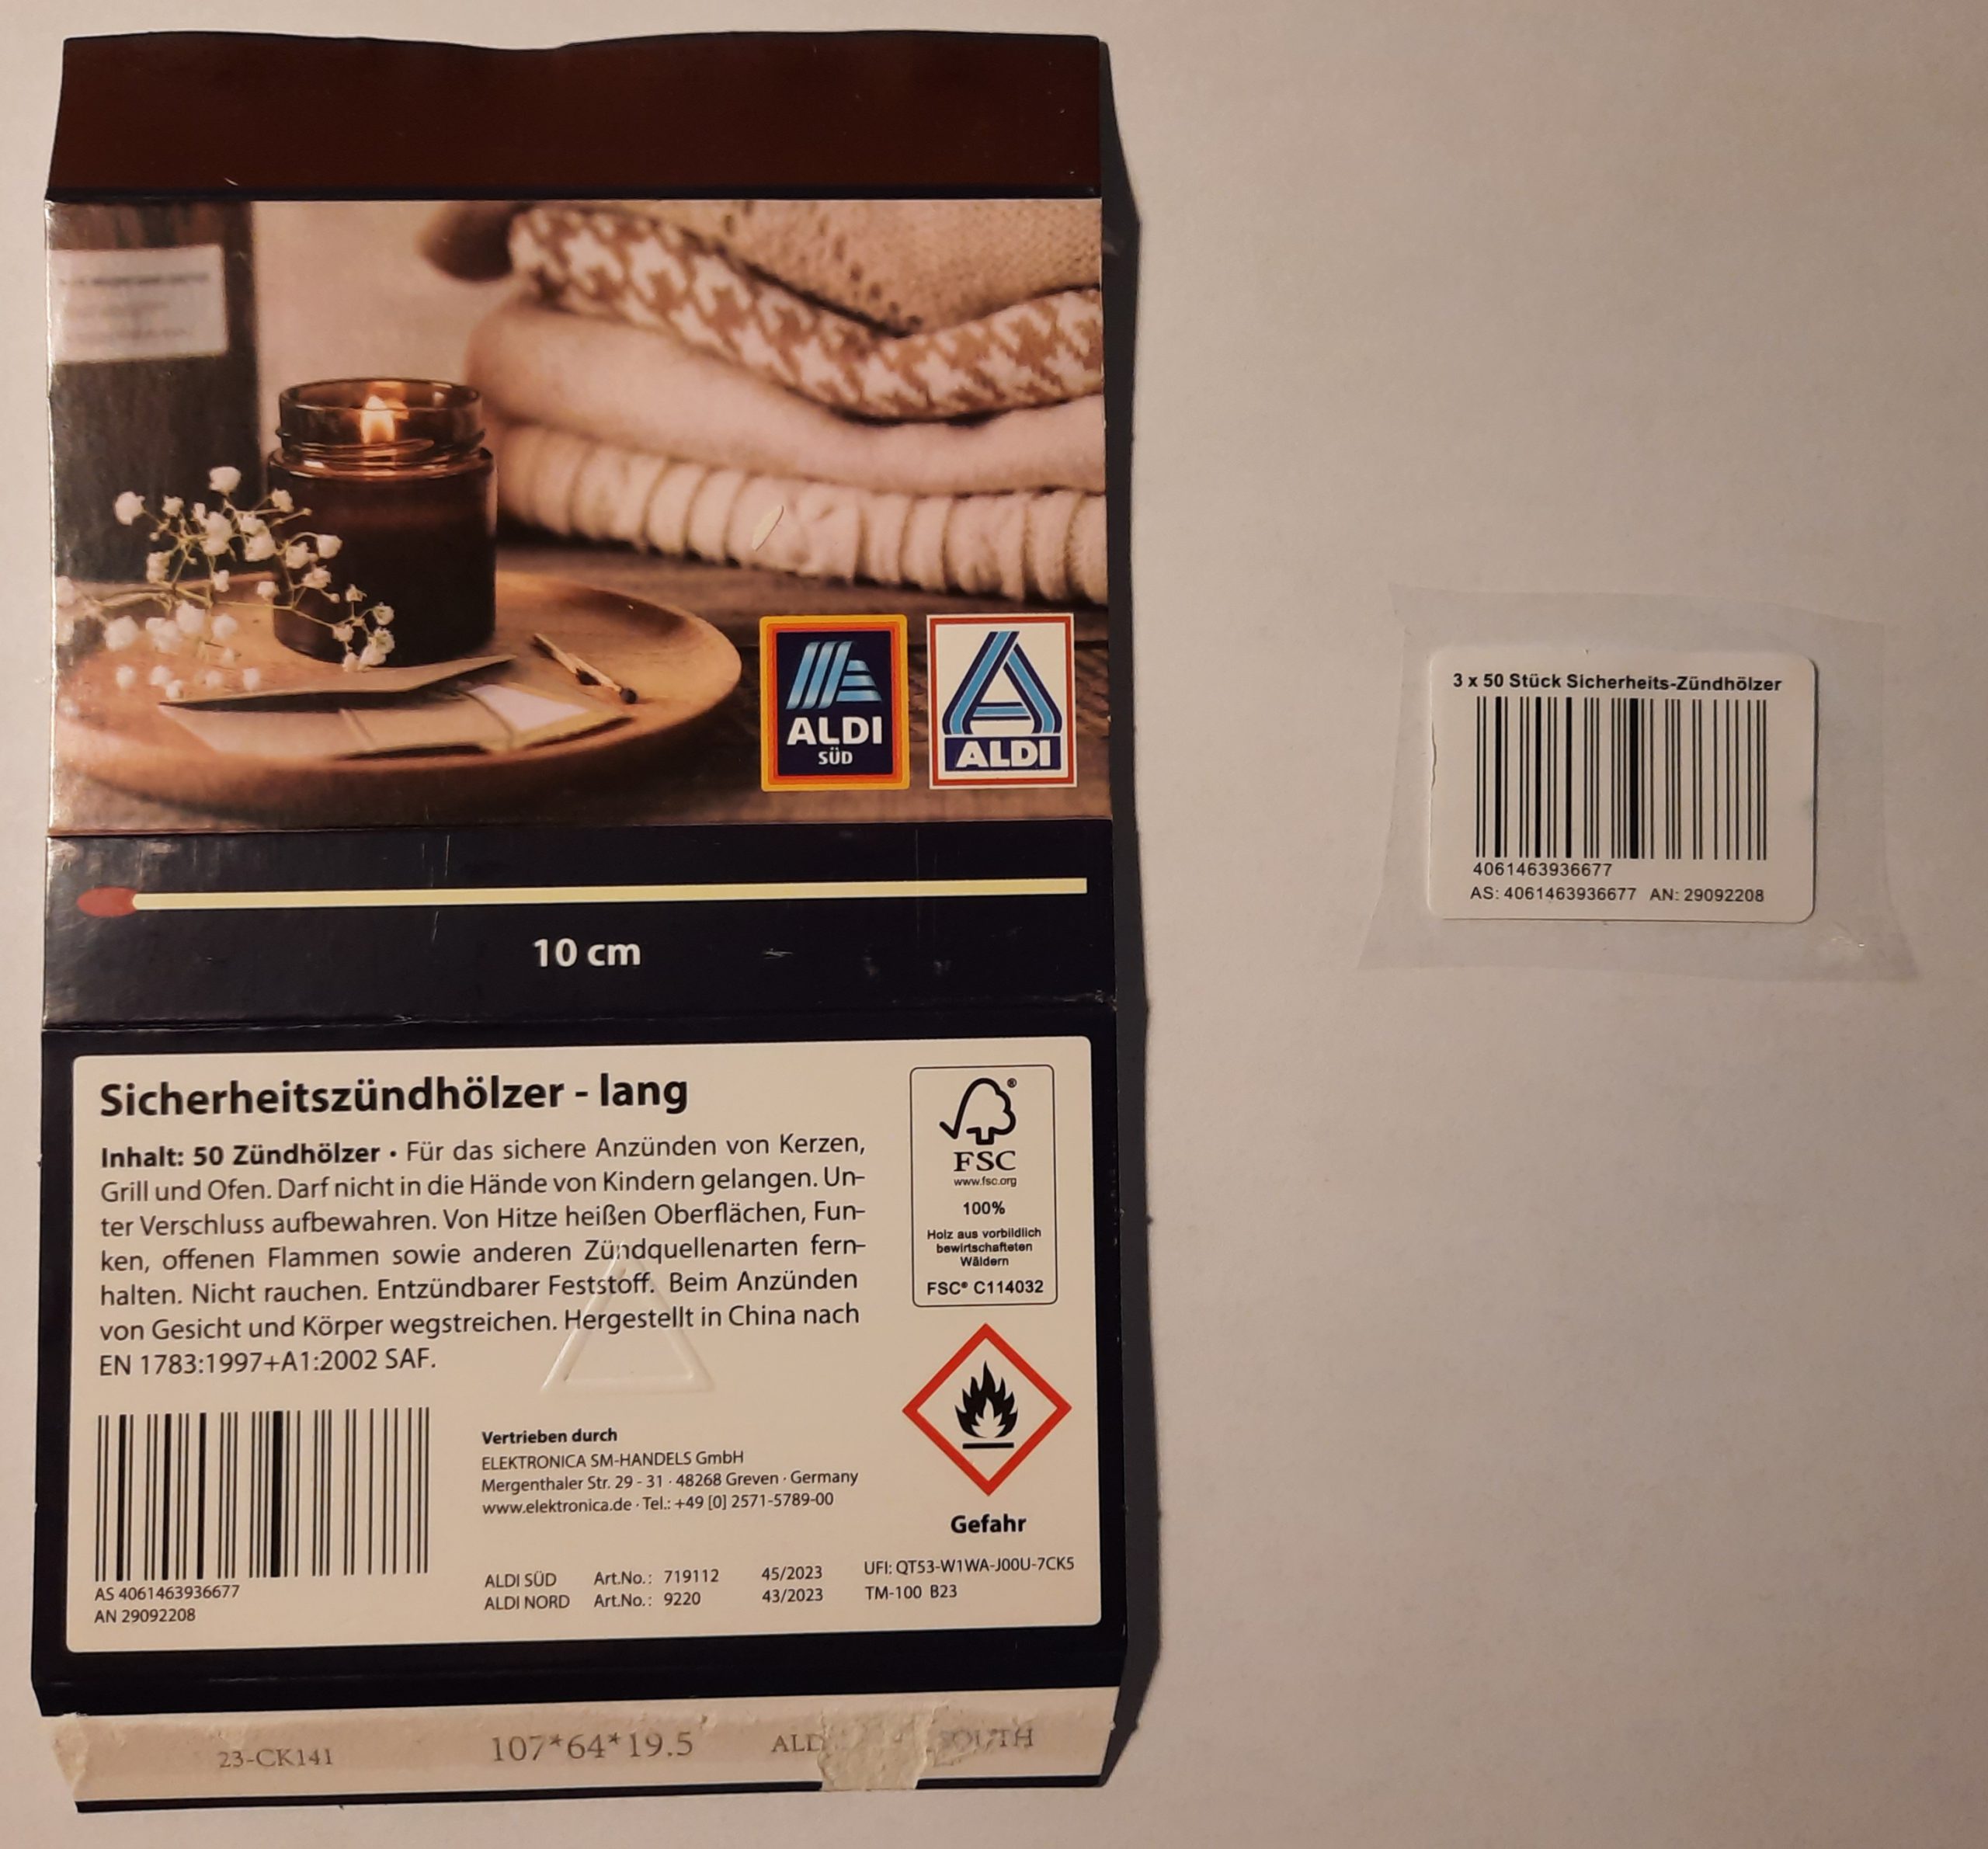 ALDI
SÜD
ALDI
10 cm
Sicherheitszündhölzer - lang
Inhalt: 50 Zündhölzer • Für das sichere Anzünden von Kerzen,
Grill und Ofen. Darf nicht in die Hände von Kindern gelangen. Un-
ter Verschluss aufbewahren. Von Hitze heißen Oberflächen, Fun-
ken, offenen Flammen sowie anderen Zündquellenarten fern-
halten. Nicht rauchen. Entzündbarer Feststoff. Beim Anzünden
von Gesicht und Körper wegstreichen. Hergestellt in China nach
EN 1783:1997+A1:2002 SAF.
FSC
www.fsc.org
100%
Holz aus vorbildlich
bewirtschafteten
Wäldern
FSC® C114032
Gefahr
AS 4061463936677
AN 29092208
Vertrieben durch
ELEKTRONICA SM-HANDELS GmbH
Mergenthaler Str. 29 - 31 · 48268 Greven · Germany
www.elektronica.de · Tel.: +49 [0] 2571-5789-00
ALDI SÜD Art.No.: 719112 45/2023 UFI: QT53-W1WA-J00U-7CK5
ALDI NORD Art.No.: 9220 43/2023 TM-100 B23
23-CK141 107*64*19.5
3 x 50 Stück Sicherheits-Zündhölzer
4061463936677
AS: 4061463936677 AN: 29092208